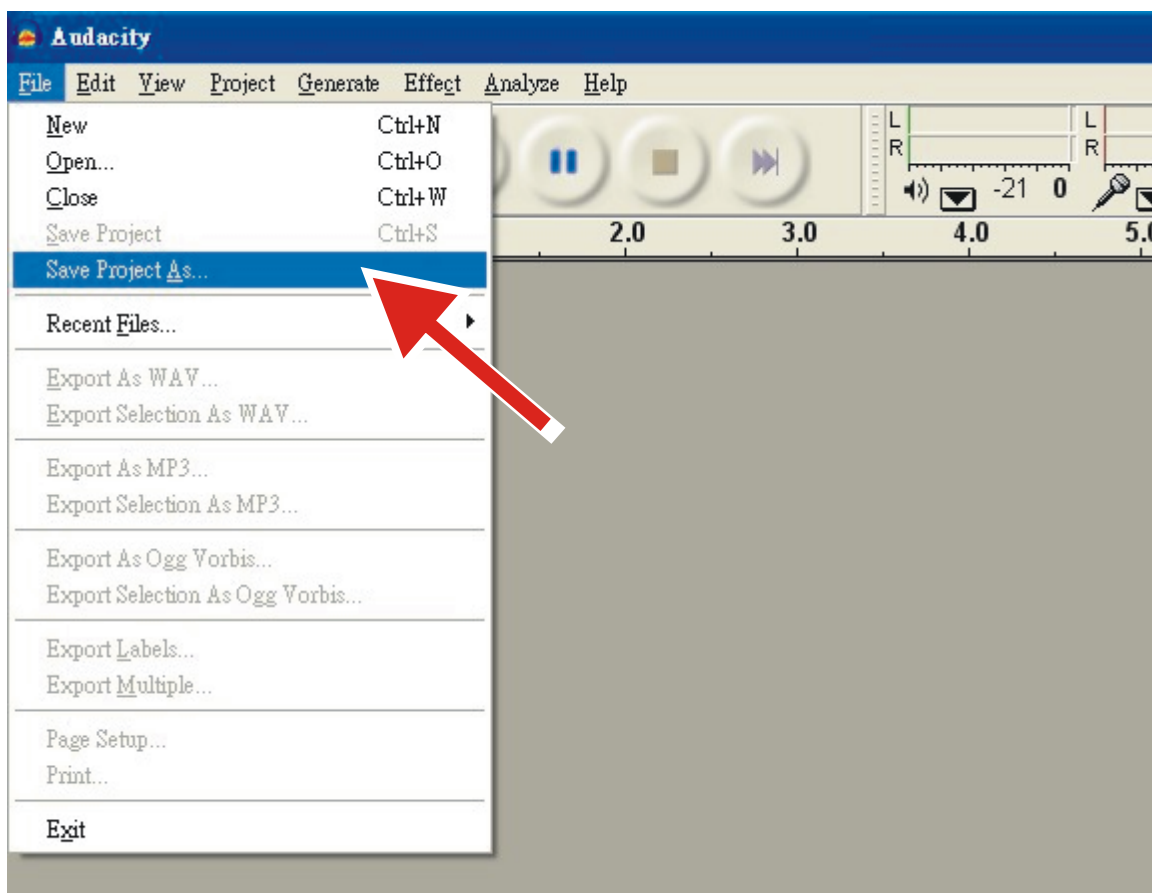 Audacity
File Edit View Project Generate Effect Analyze Help
New Ctrl+N
Open... Ctrl+O
Close Ctrl+W
Save Project Ctrl+S
Save Project As...
Recent Files...
Export As WAV...
Export Selection As WAV...
Export As MP3...
Export Selection As MP3...
Export As Ogg Vorbis...
Export Selection As Ogg Vorbis...
Export Labels...
Export Multiple...
Page Setup...
Print...
Exit
L L
R R
-21 0
2.0 3.0 4.0 5.0